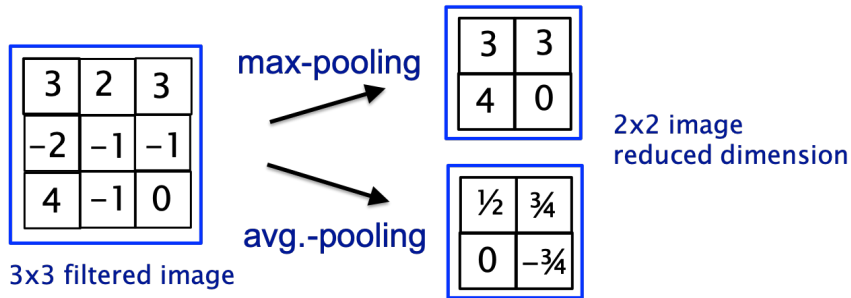 3 2 3
-2 -1 -1
4 -1 0
3x3 filtered image
max-pooling
avg.-pooling
3 3
4 0
½ ¾
0 -¾
2x2 image
reduced dimension